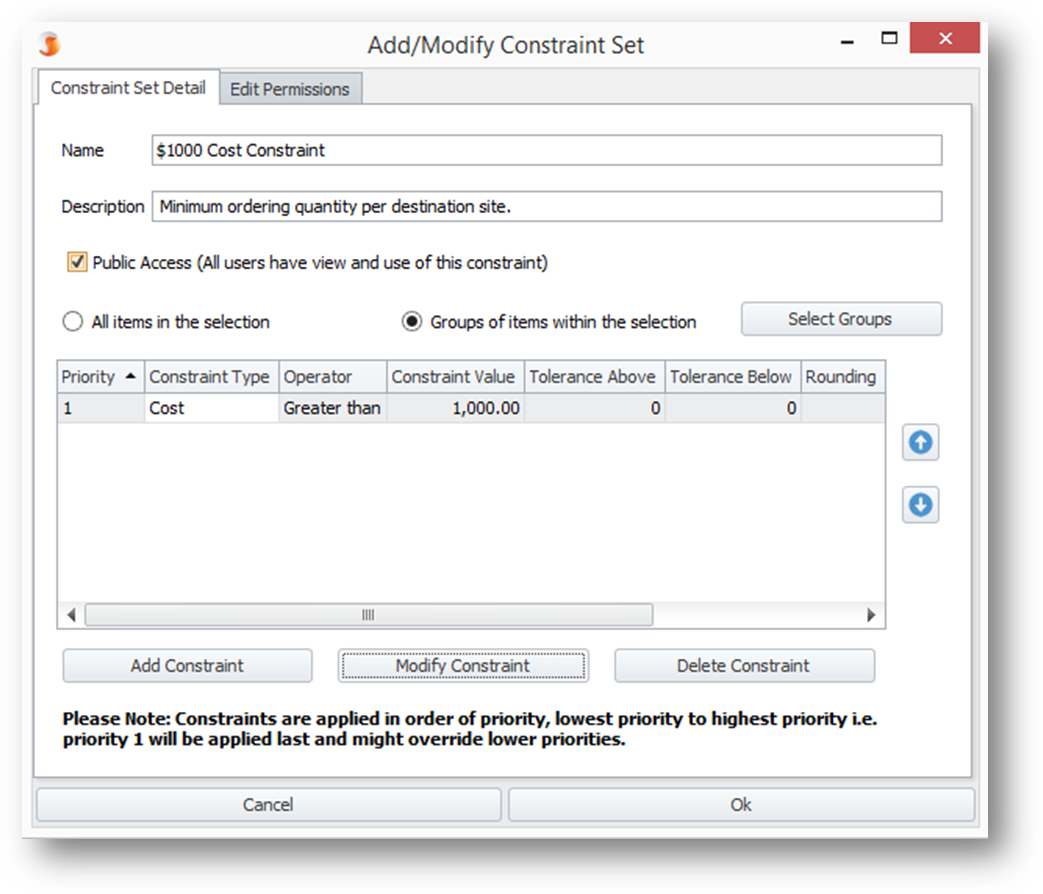 Add/Modify Constraint Set
Constraint Set Detail Edit Permissions
Name $1000 Cost Constraint
Description Minimum ordering quantity per destination site.
Public Access (All users have view and use of this constraint)
All items in the selection Groups of items within the selection Select Groups
Priority Constraint Type Operator Constraint Value Tolerance Above Tolerance Below Rounding
1 Cost Greater than 1,000.00 0 0
Add Constraint Modify Constraint Delete Constraint
Please Note: Constraints are applied in order of priority, lowest priority to highest priority i.e.
priority 1 will be applied last and might override lower priorities.
Cancel Ok